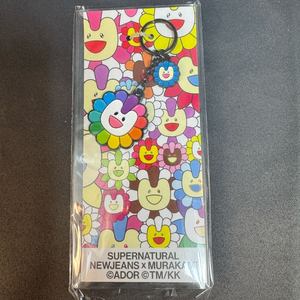 SUPERNATURAL
NEWJEANS x MURAKAMI
©ADOR ©TM/KK